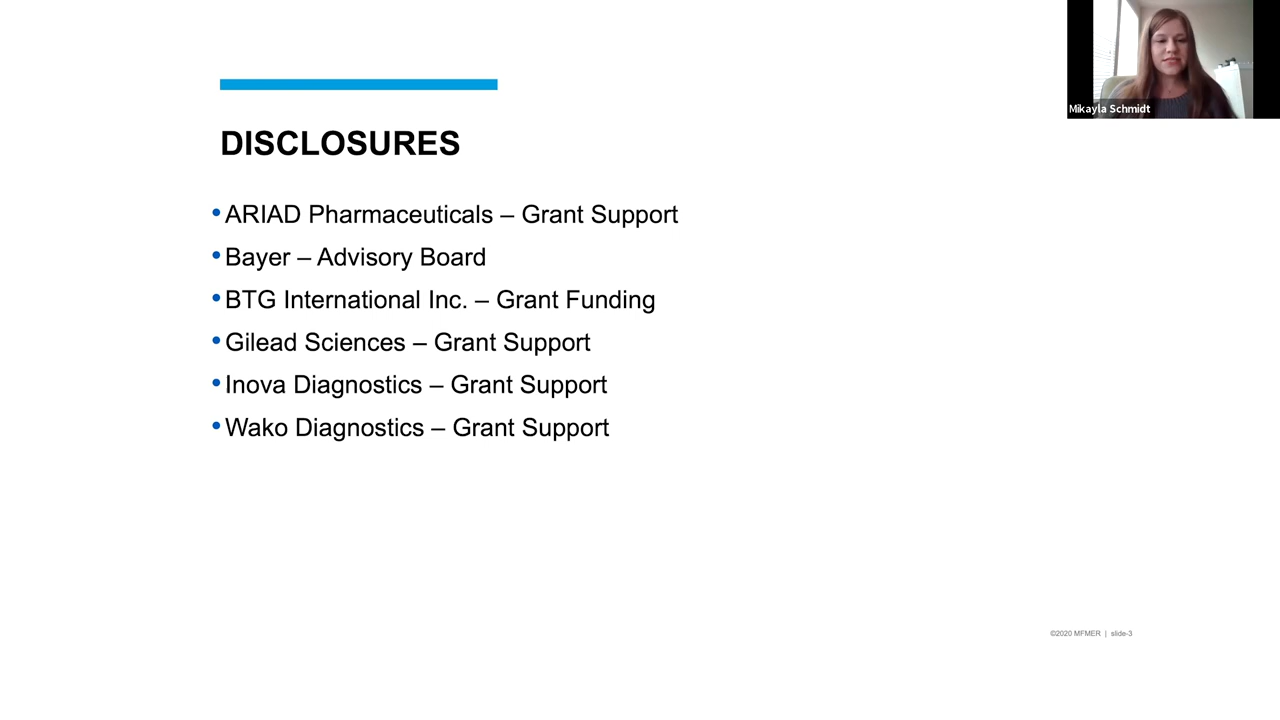 Mikayla Schmidt
DISCLOSURES
•ARIAD Pharmaceuticals – Grant Support
•Bayer – Advisory Board
•BTG International Inc. – Grant Funding
•Gilead Sciences – Grant Support
•Inova Diagnostics – Grant Support
•Wako Diagnostics – Grant Support
©2020 MFMER | slide-3